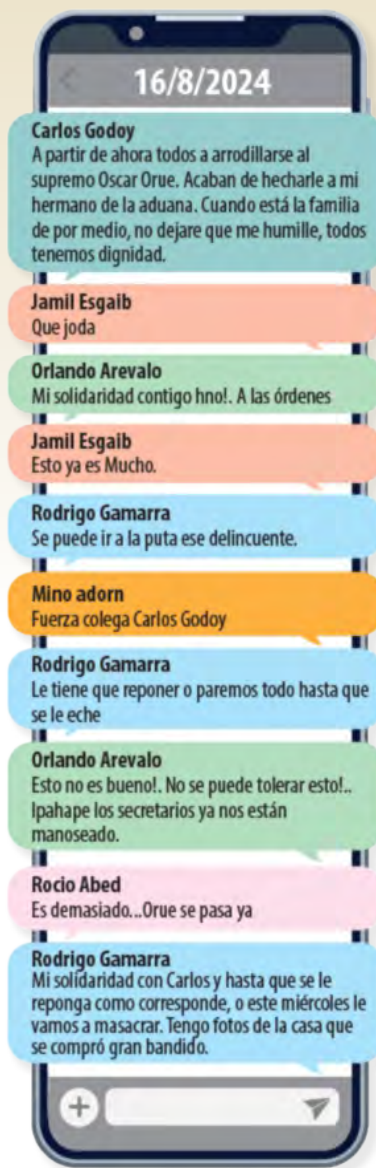 16/8/2024
Carlos Godoy
A partir de ahora todos a arrodillarse al
supremo Oscar Orue. Acaban de hecharle a mi
hermano de la aduana. Cuando está la familia
de por medio, no dejare que me humille, todos
tenemos dignidad.
Jamil Esgaib
Que joda
Orlando Arevalo
Mi solidaridad contigo hno!. A las órdenes
Jamil Esgaib
Esto ya es Mucho.
Rodrigo Gamarra
Se puede ir a la puta ese delincuente.
Mino adorn
Fuerza colega Carlos Godoy
Rodrigo Gamarra
Le tiene que reponer o paremos todo hasta que
se le eche
Orlando Arevalo
Esto no es bueno!. No se puede tolerar esto!..
Ipahape los secretarios ya nos están
manoseado.
Rocio Abed
Es demasiado...Orue se pasa ya
Rodrigo Gamarra
Mi solidaridad con Carlos y hasta que se le
reponga como corresponde, o este miércoles le
vamos a masacrar. Tengo fotos de la casa que
se compró gran bandido.